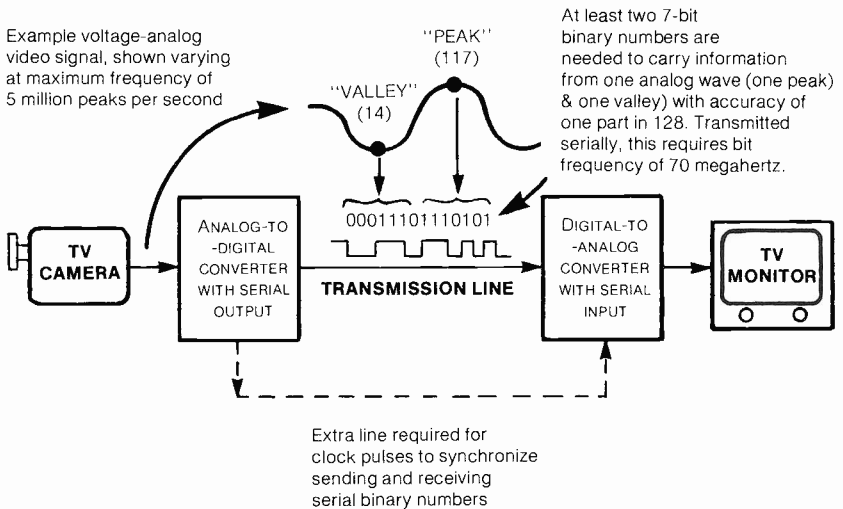 Example voltage-analog
video signal, shown varying
at maximum frequency of
5 million peaks per second
"VALLEY"
(14)
"PEAK"
(117)
At least two 7-bit
binary numbers are
needed to carry information
from one analog wave (one peak)
& one valley) with accuracy of
one part in 128. Transmitted
serially, this requires bit
frequency of 70 megahertz.
00011101110101
TV
CAMERA
ANALOG-TO
-DIGITAL
CONVERTER
WITH SERIAL
OUTPUT
TRANSMISSION LINE
DIGITAL-TO
-ANALOG
CONVERTER
WITH SERIAL
INPUT
TV
MONITOR
Extra line required for
clock pulses to synchronize
sending and receiving
serial binary numbers